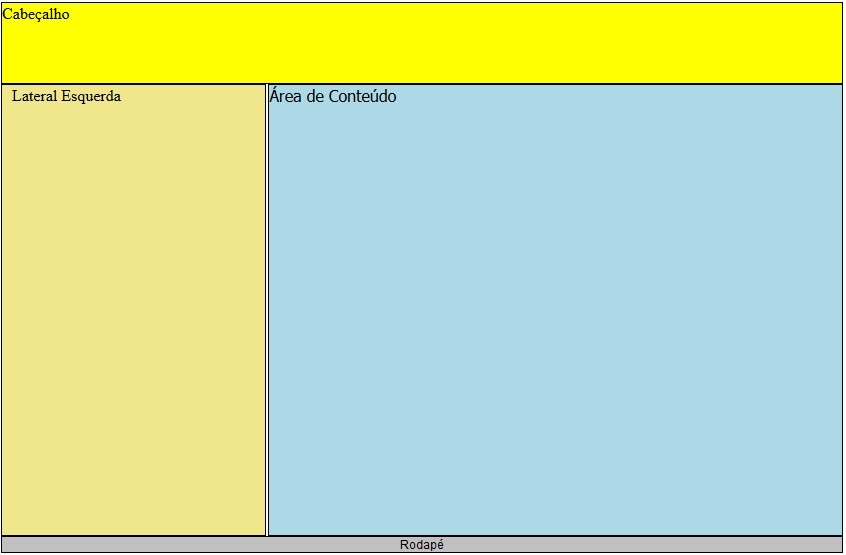 Cabeçalho
Lateral Esquerda
Área de Conteúdo
Rodapé